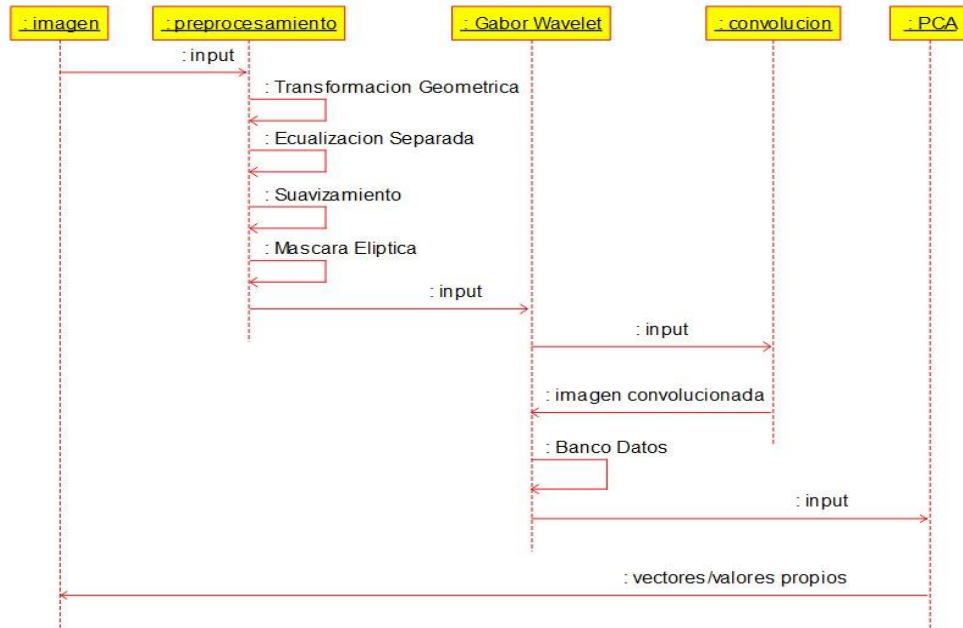 : imagen
: preprocesamiento
: Gabor Wavelet
: convolucion
: PCA
: input
: Transformacion Geometrica
: Ecualizacion Separada
: Suavizamiento
: Mascara Eliptica
: input
: input
: imagen convolucionada
: Banco Datos
: input
: vectores/valores propios